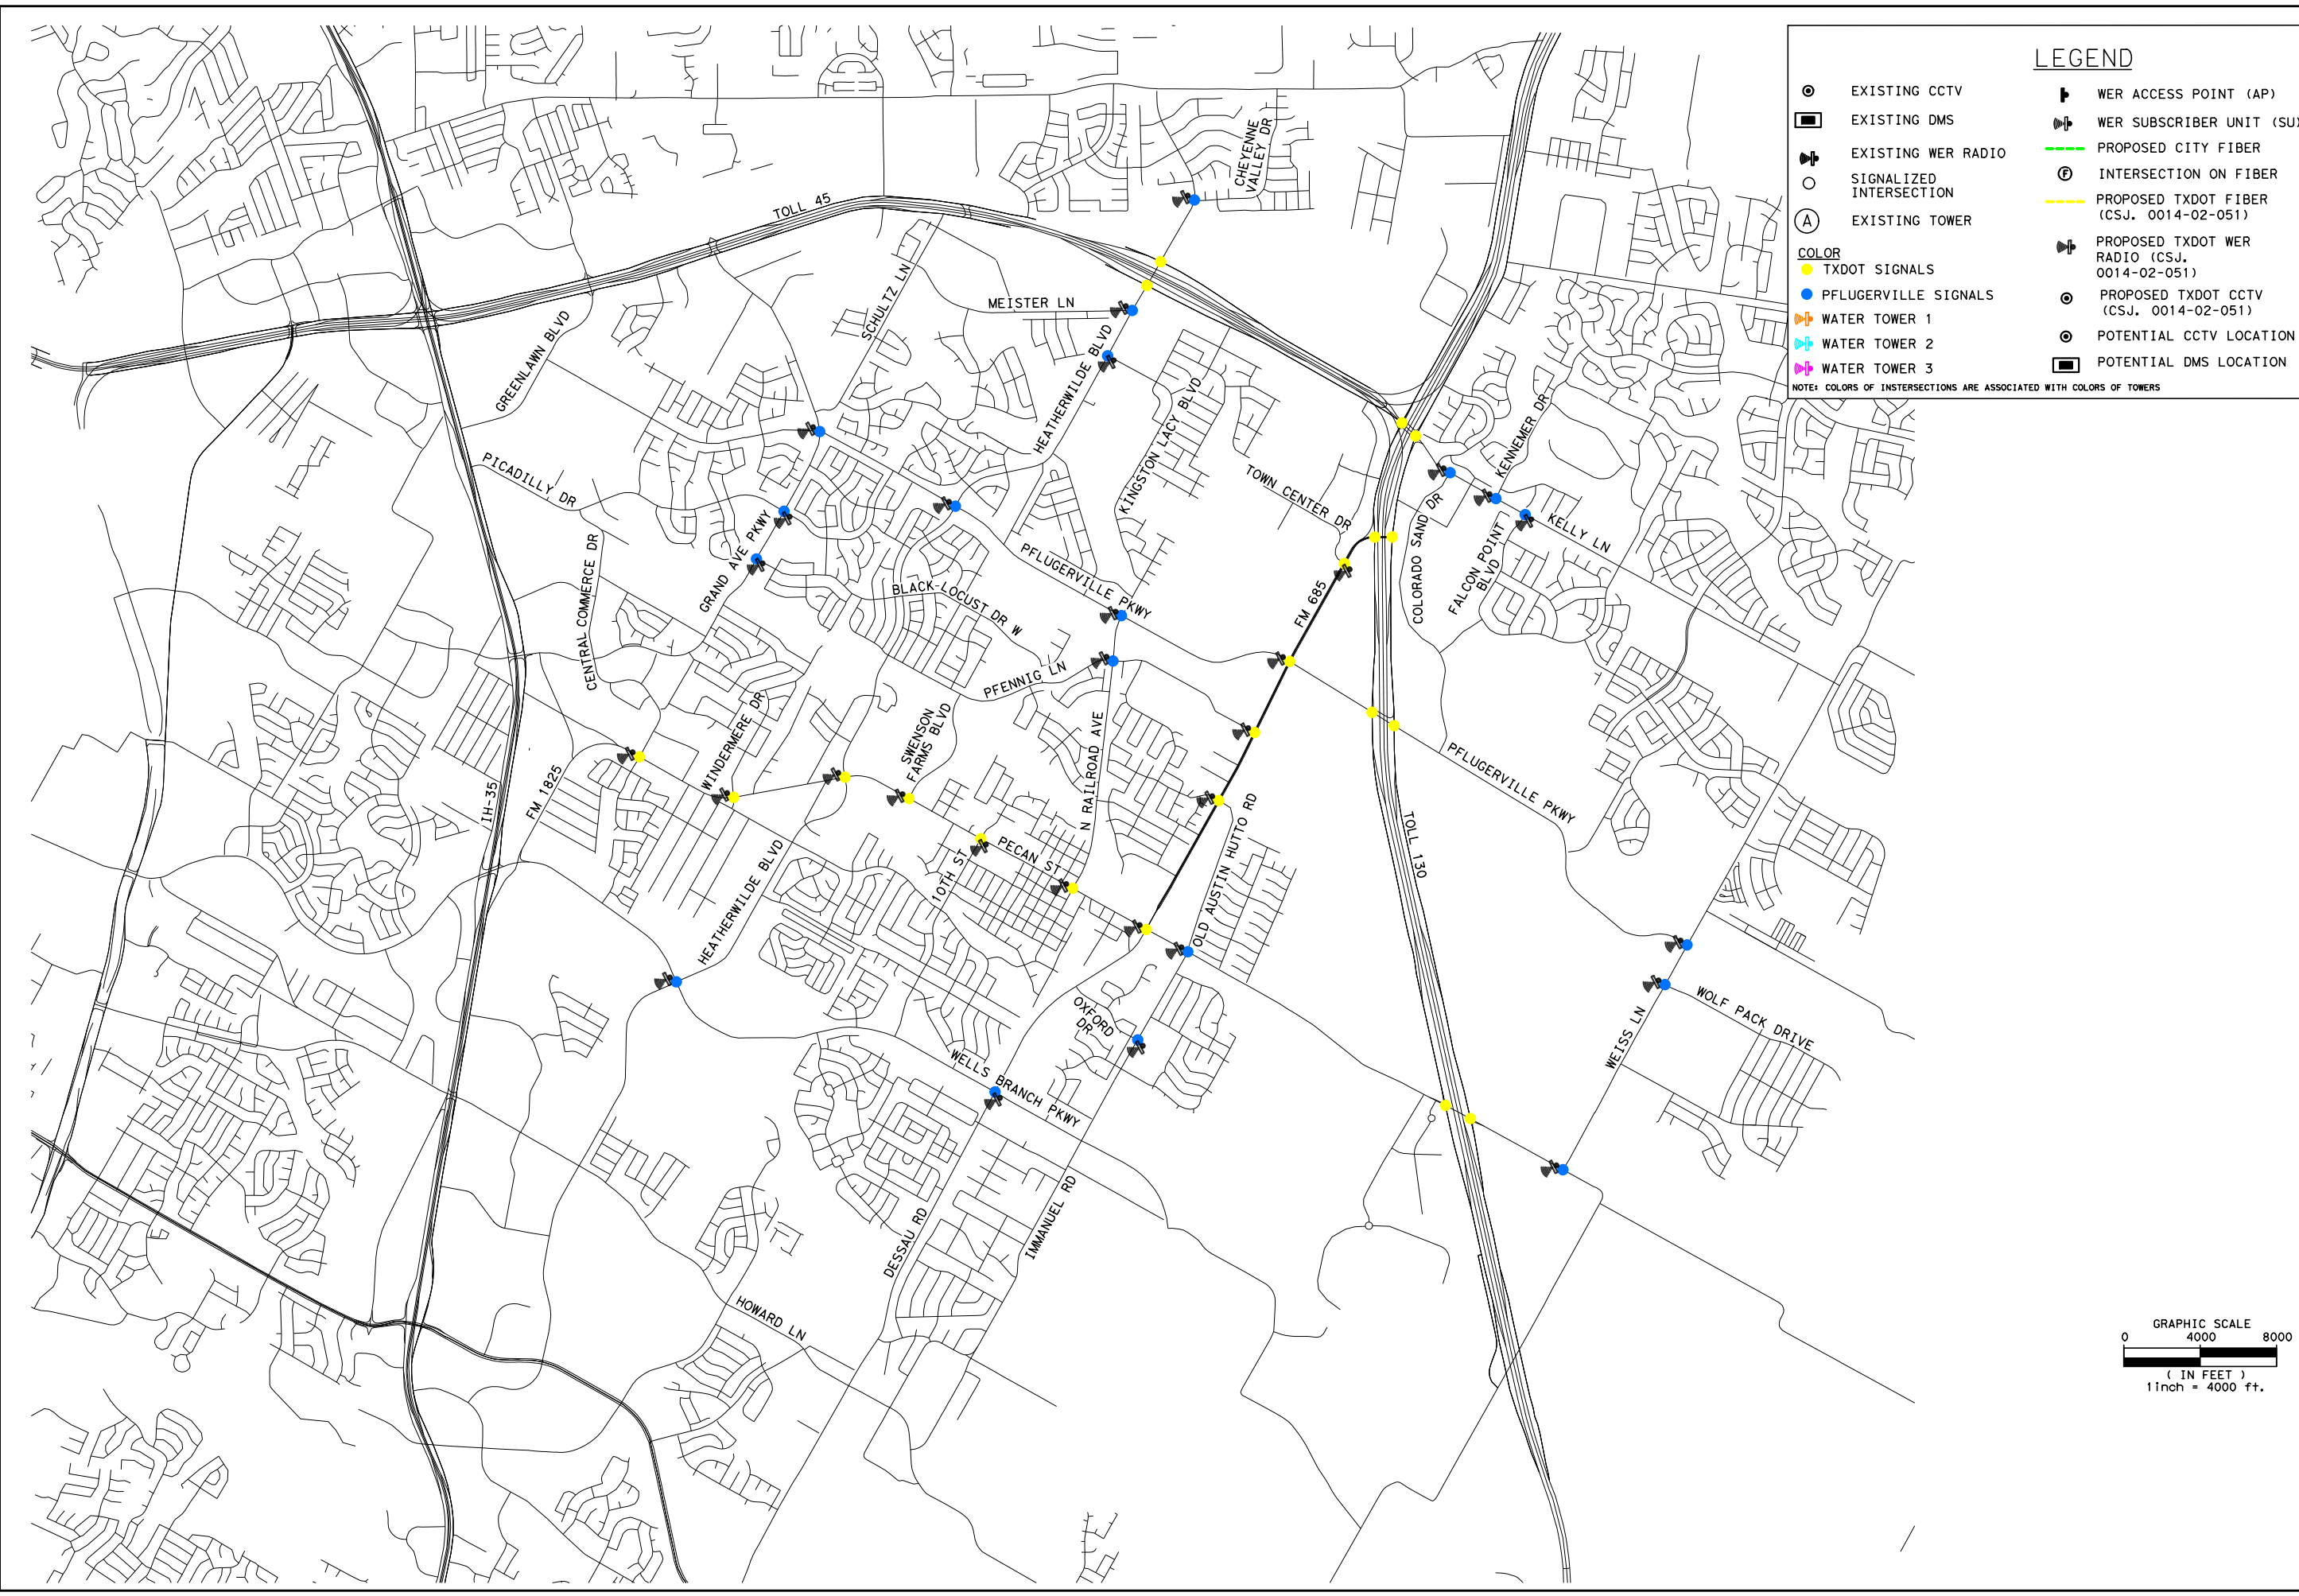 LEGEND
EXISTING CCTV
EXISTING DMS
EXISTING WER RADIO
SIGNALIZED
INTERSECTION
A
EXISTING TOWER
COLOR
TXDOT SIGNALS
PFLUGERVILLE SIGNALS
WATER TOWER 1
WATER TOWER 2
WATER TOWER 3
WER ACCESS POINT (AP)
WER SUBSCRIBER UNIT (SU)
PROPOSED CITY FIBER
F
INTERSECTION ON FIBER
PROPOSED TXDOT FIBER
(CSJ. 0014-02-051)
PROPOSED TXDOT WER
RADIO (CSJ.
0014-02-051)
PROPOSED TXDOT CCTV
(CSJ. 0014-02-051)
POTENTIAL CCTV LOCATION
POTENTIAL DMS LOCATION
NOTE: COLORS OF INSTERSECTIONS ARE ASSOCIATED WITH COLORS OF TOWERS
CHEYENNE
VALLEY DR
TOLL 45
SCHULTZ LN
MEISTER LN
GREENLAWN BLVD
HEATHERWILDE BLVD
KINGSTON LACY BLVD
KENNEMER DR
PICADILLY DR
TOWN CENTER DR
COLORADO SAND DR
KELLY LN
FALCON POINT
BLVD
GRAND AVE PKWY
CENTRAL COMMERCE DR
BLACK-LOCUST DR W
PFLUGERVILLE PKWY
FM 685
PFENNIG LN
WINDERMERE DR
SWENSON
FARMS BLVD
N RAILROAD AVE
PFLUGERVILLE PKWY
IH-35
FM 1825
PECAN ST
10TH ST
OLD AUSTIN HUTTO RD
TOLL 130
HEATHERWILDE BLVD
OXFORD
DR
WOLF PACK DRIVE
WEISS LN
WELLS BRANCH PKWY
DESSAU RD
IMMANUEL RD
HOWARD LN
GRAPHIC SCALE
0 4000 8000
( IN FEET )
1inch = 4000 ft.